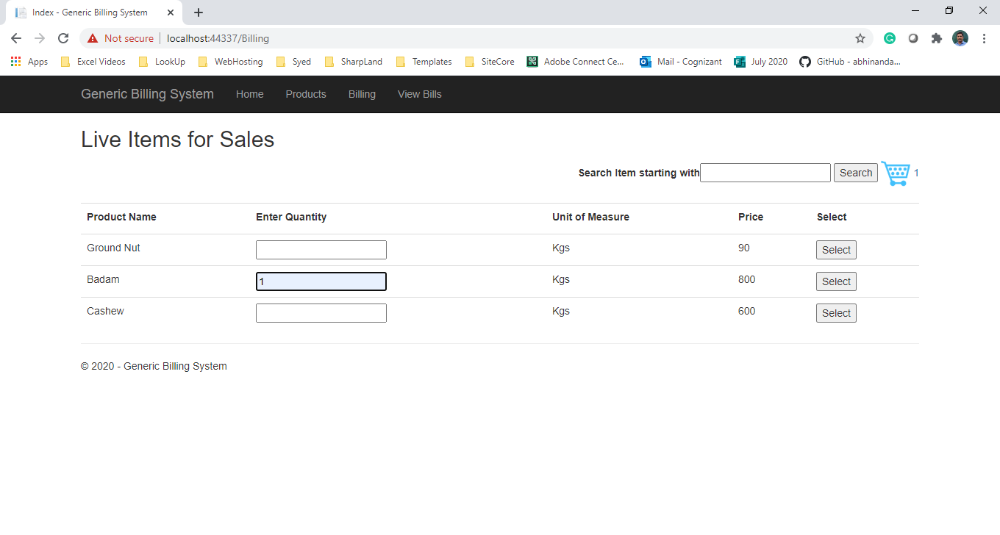 Index - Generic Billing System
Not secure localhost:44337/Billing
Apps Excel Videos LookUp WebHosting Syed SharpLand Templates SiteCore Adobe Connect Ce... Mail - Cognizant July 2020 GitHub - abhinanda...
Generic Billing System Home Products Billing View Bills
Live Items for Sales
Search Item starting with Search 1
Product Name Enter Quantity Unit of Measure Price Select
Ground Nut Kgs 90 Select
Badam 1 Kgs 800 Select
Cashew Kgs 600 Select
© 2020 - Generic Billing System